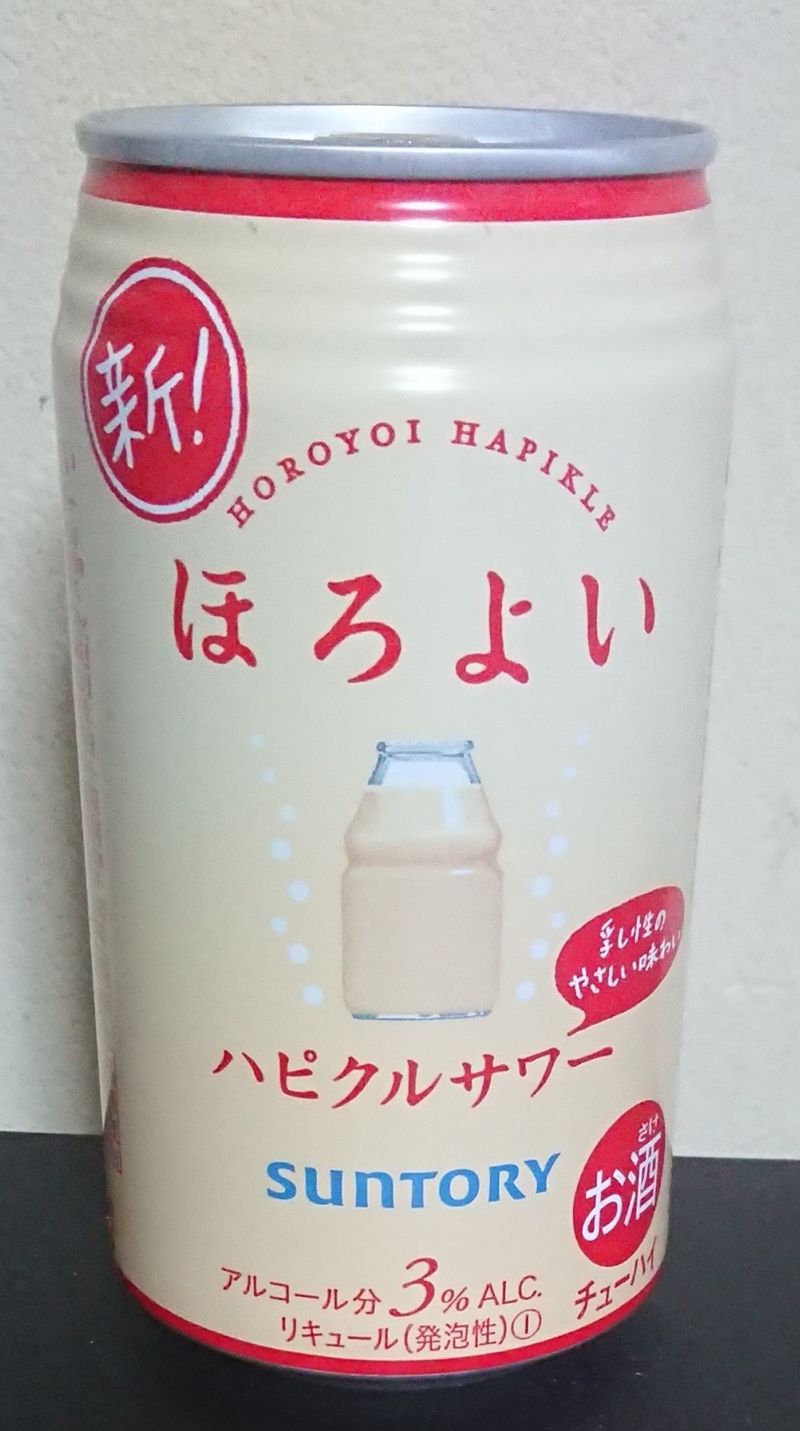 新!
HOROYOI HAPIKLE
ほろよい
乳性の
やさしい味わい
ハピクルサワー
SUNTORY
さけ
お酒
チューハイ
アルコール分3%ALC.
リキュール(発泡性)①